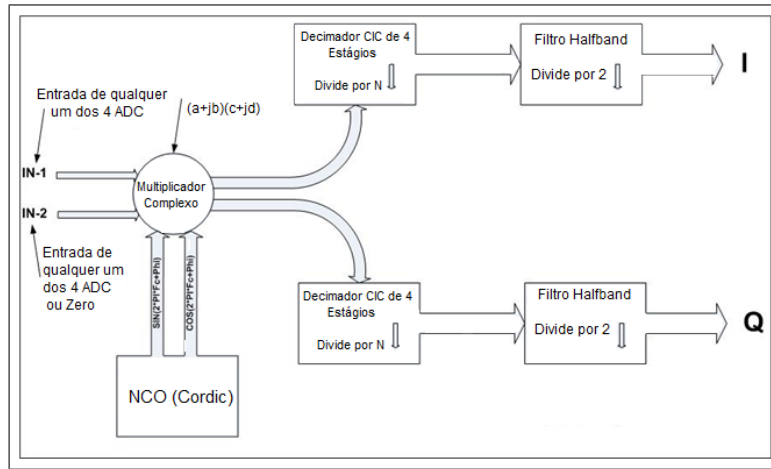 Decimador CIC de 4
Estágios
Divide por N
Filtro Halfband
Divide por 2
I
Entrada de qualquer
um dos 4 ADC
(a+jb)(c+jd)
IN-1
IN-2
Multiplicador
Complexo
Entrada de
qualquer um
dos 4 ADC
ou Zero
SIN(2*Pi*Fc+Phi)
COS(2*Pi*Fc+Phi)
NCO (Cordic)
Decimador CIC de 4
Estágios
Divide por N
Filtro Halfband
Divide por 2
Q